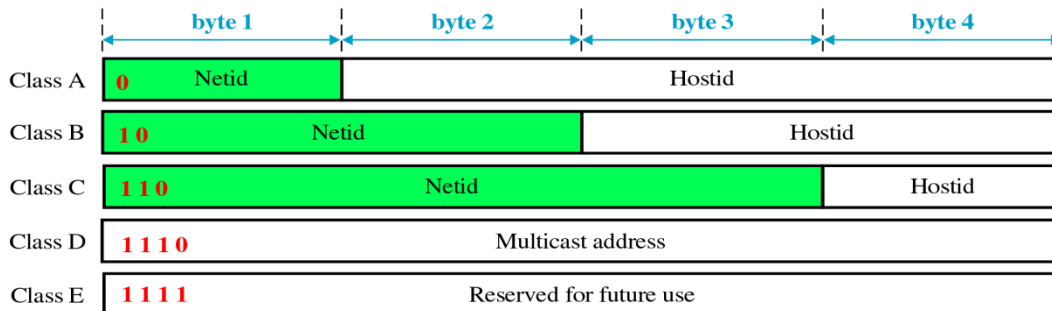 byte 1 byte 2 byte 3 byte 4
Class A 0 Netid Hostid
Class B 1 0 Netid Hostid
Class C 1 1 0 Netid Hostid
Class D 1 1 1 0 Multicast address
Class E 1 1 1 1 Reserved for future use